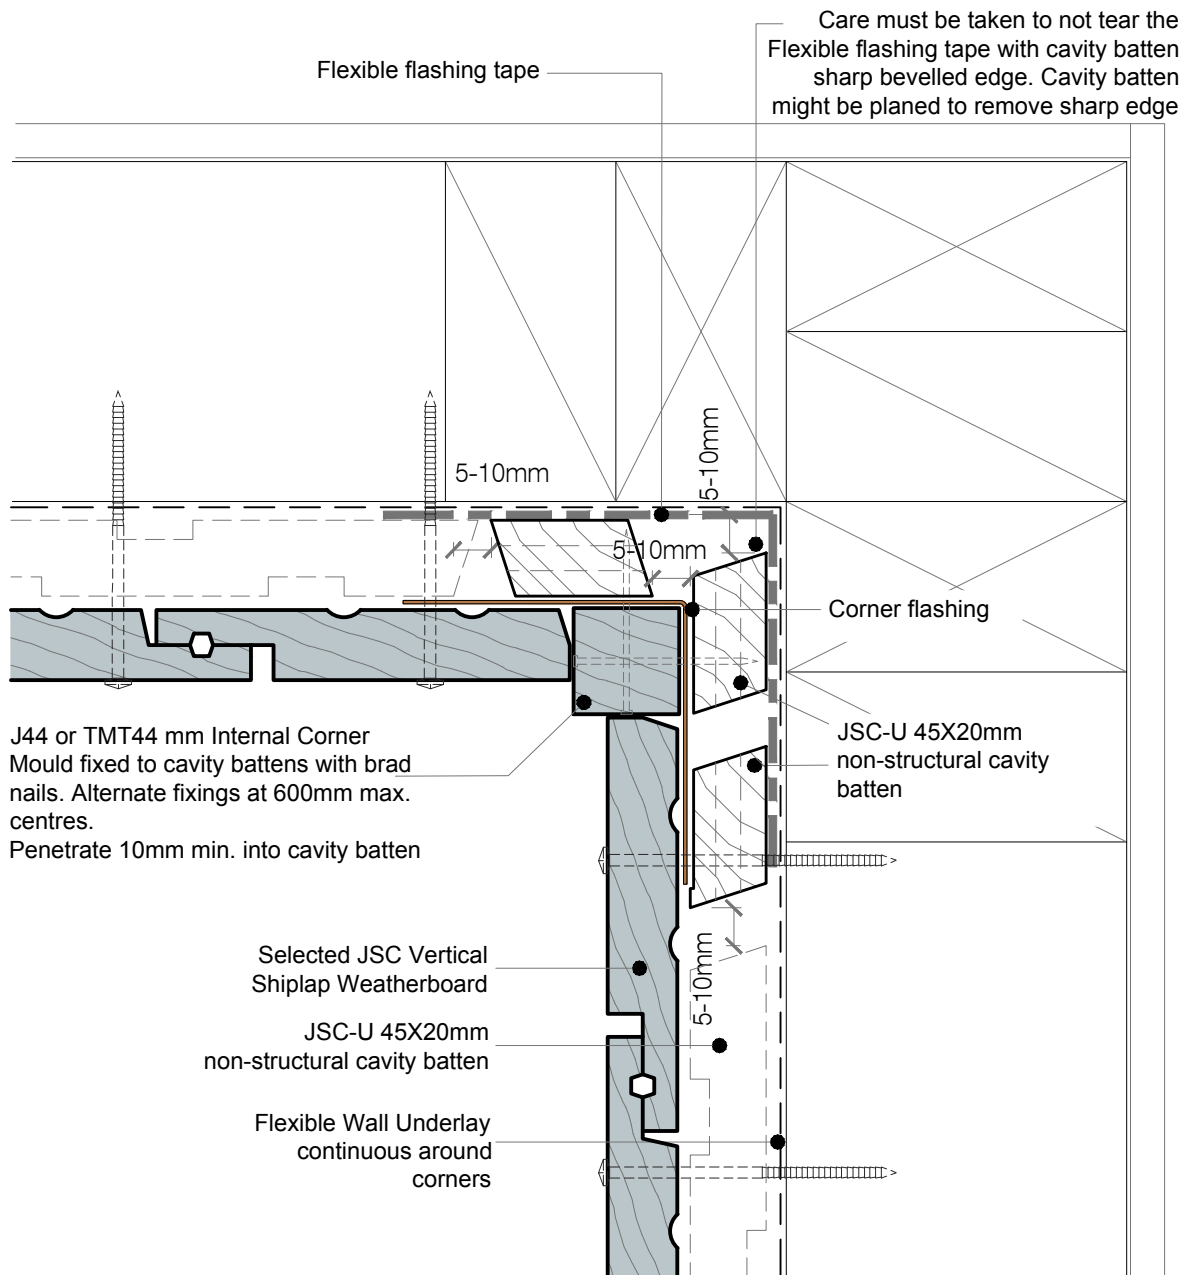 Care must be taken to not tear the
Flexible flashing tape with cavity batten
sharp bevelled edge. Cavity batten
might be planed to remove sharp edge
Flexible flashing tape
5-10mm
5-10mm
5-10mm
Corner flashing
J44 or TMT44 mm Internal Corner
Mould fixed to cavity battens with brad
nails. Alternate fixings at 600mm max.
centres.
Penetrate 10mm min. into cavity batten
JSC-U 45X20mm
non-structural cavity
batten
Selected JSC Vertical
Shiplap Weatherboard
5-10mm
JSC-U 45X20mm
non-structural cavity batten
Flexible Wall Underlay
continuous around
corners